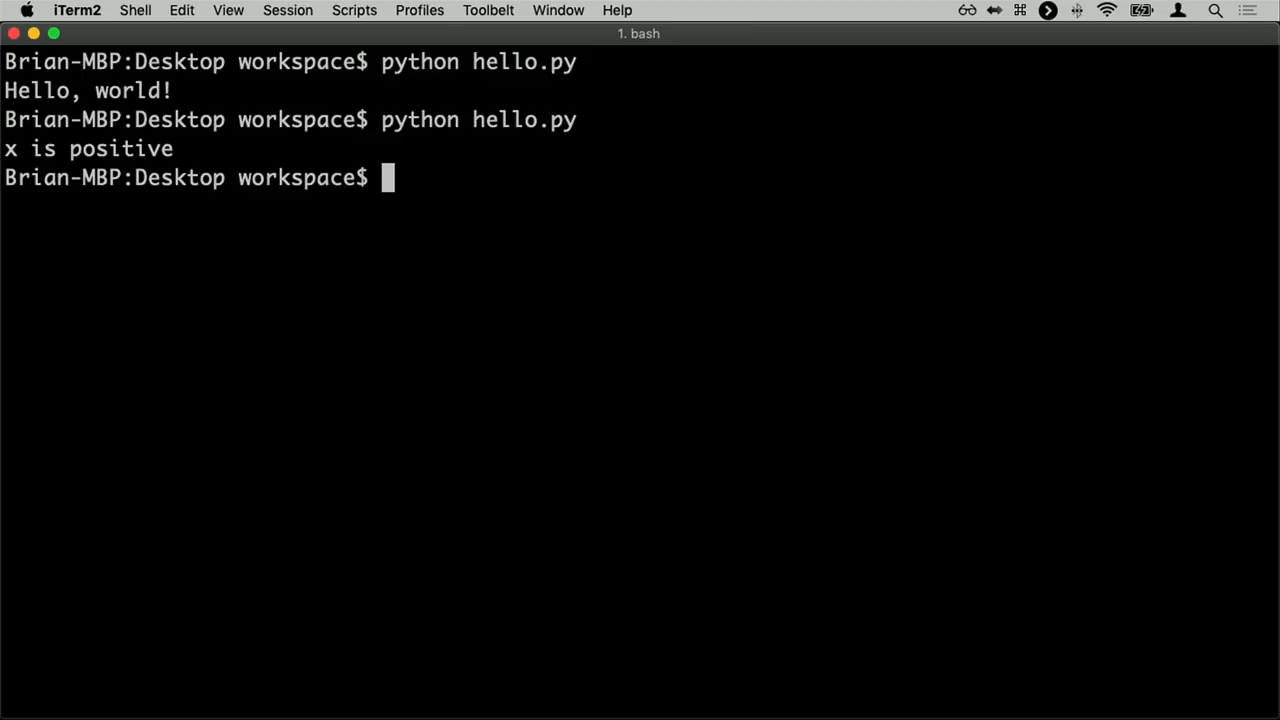 iTerm2 Shell Edit View Session Scripts Profiles Toolbelt Window Help
1. bash
Brian-MBP:Desktop workspace$ python hello.py
Hello, world!
Brian-MBP:Desktop workspace$ python hello.py
x is positive
Brian-MBP:Desktop workspace$